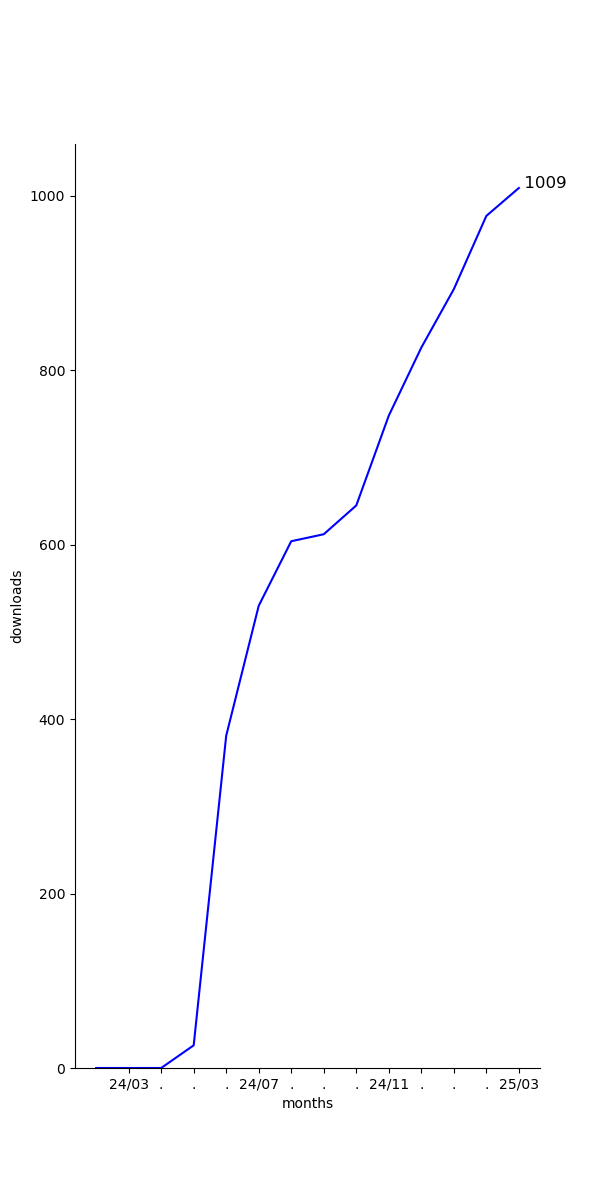 1009
1000
800
600
400
200
0
downloads
24/03 . . . 24/07 . . . 24/11 . . . 25/03
months